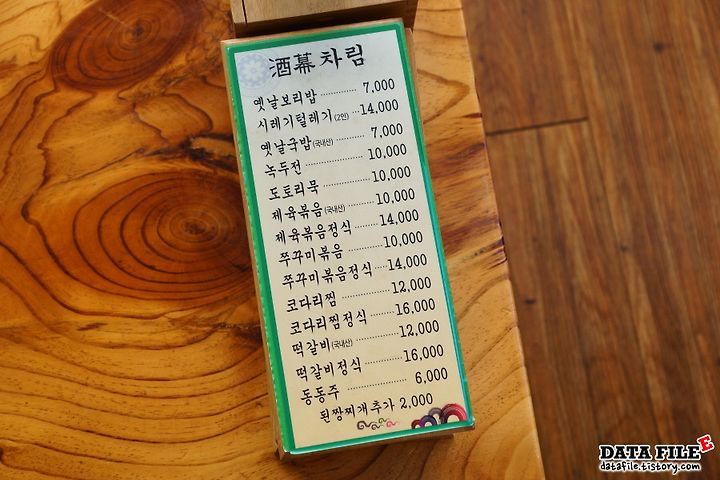 酒幕차림
옛날보리밥 ············ 7,000
시레기털레기(2인) ··· 14,000
옛날국밥(국내산) ······ 7,000
녹두전 ················ 10,000
도토리묵 ············ 10,000
제육볶음(국내산) ······ 10,000
제육볶음정식 ········ 14,000
쭈꾸미볶음 ·········· 10,000
쭈꾸미볶음정식 ···· 14,000
코다리찜 ············ 12,000
코다리찜정식 ········ 16,000
떡갈비(국내산) ········ 12,000
떡갈비정식 ·········· 16,000
동동주 ················ 6,000
된짱찌개추가 2,000
DATA FILE E
datafile.tistory.com